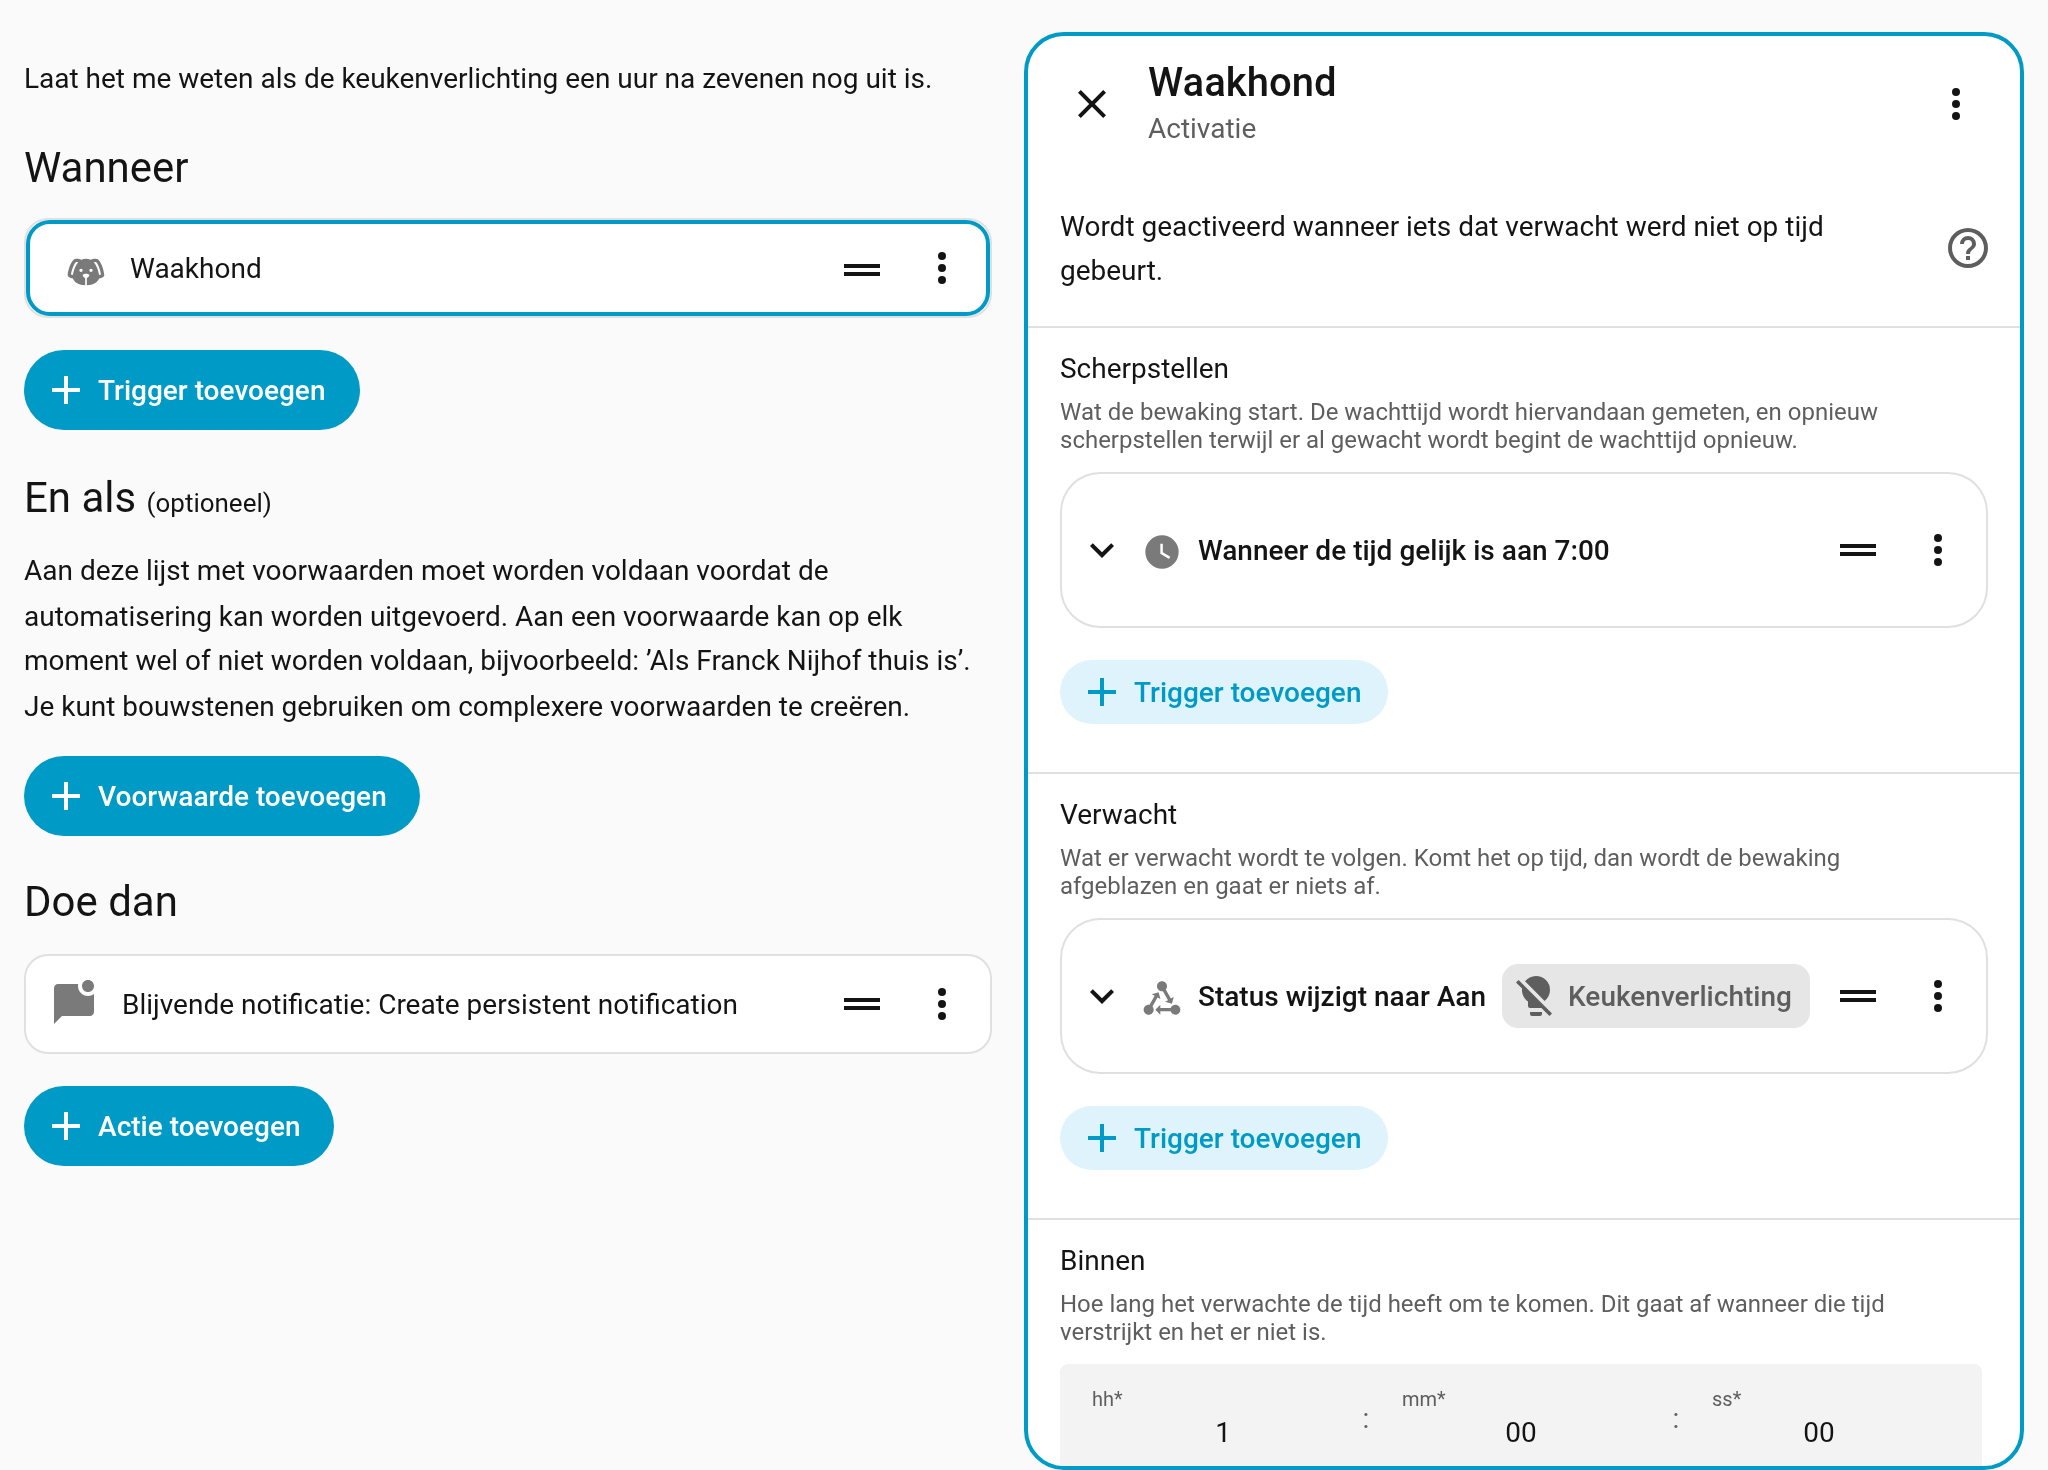 Laat het me weten als de keukenverlichting een uur na zevenen nog uit is.
Wanneer
Waakhond
Trigger toevoegen
En als (optioneel)
Aan deze lijst met voorwaarden moet worden voldaan voordat de
automatisering kan worden uitgevoerd. Aan een voorwaarde kan op elk
moment wel of niet worden voldaan, bijvoorbeeld: ’Als Franck Nijhof thuis is’.
Je kunt bouwstenen gebruiken om complexere voorwaarden te creëren.
Voorwaarde toevoegen
Doe dan
Blijvende notificatie: Create persistent notification
Actie toevoegen
Waakhond
Activatie
Wordt geactiveerd wanneer iets dat verwacht werd niet op tijd
gebeurt.
Scherpstellen
Wat de bewaking start. De wachttijd wordt hiervandaan gemeten, en opnieuw
scherpstellen terwijl er al gewacht wordt begint de wachttijd opnieuw.
Wanneer de tijd gelijk is aan 7:00
Trigger toevoegen
Verwacht
Wat er verwacht wordt te volgen. Komt het op tijd, dan wordt de bewaking
afgeblazen en gaat er niets af.
Status wijzigt naar Aan Keukenverlichting
Trigger toevoegen
Binnen
Hoe lang het verwachte de tijd heeft om te komen. Dit gaat af wanneer die tijd
verstrijkt en het er niet is.
hh* mm* ss*
1 : 00 : 00